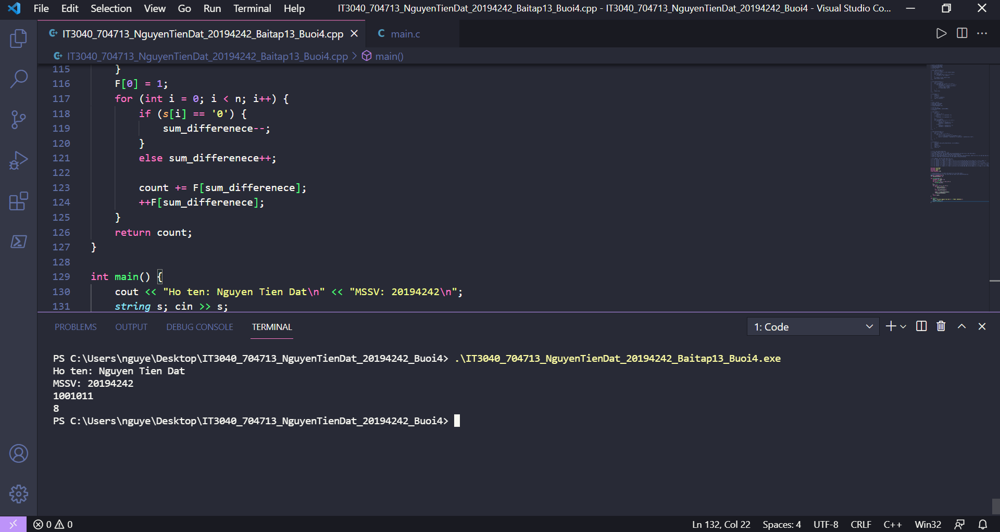 File Edit Selection View Go Run Terminal Help IT3040_704713_NguyenTienDat_20194242_Baitap13_Buoi4.cpp - IT3040_704713_NguyenTienDat_20194242_Buoi4 - Visual Studio Co...
IT3040_704713_NguyenTienDat_20194242_Baitap13_Buoi4.cpp C main.c
IT3040_704713_NguyenTienDat_20194242_Baitap13_Buoi4.cpp > main()
115 }
116 F[0] = 1;
117 for (int i = 0; i < n; i++) {
118 if (s[i] == '0') {
119 sum_differenece--;
120 }
121 else sum_differenece++;
122
123 count += F[sum_differenece];
124 ++F[sum_differenece];
125 }
126 return count;
127 }
128
129 int main() {
130 cout << "Ho ten: Nguyen Tien Dat\n" << "MSSV: 20194242\n";
131 string s; cin >> s;
PROBLEMS OUTPUT DEBUG CONSOLE TERMINAL 1: Code
PS C:\Users\nguye\Desktop\IT3040_704713_NguyenTienDat_20194242_Buoi4> .\IT3040_704713_NguyenTienDat_20194242_Baitap13_Buoi4.exe
Ho ten: Nguyen Tien Dat
MSSV: 20194242
1001011
8
PS C:\Users\nguye\Desktop\IT3040_704713_NguyenTienDat_20194242_Buoi4>
0 0 Ln 132, Col 22 Spaces: 4 UTF-8 CRLF C++ Win32